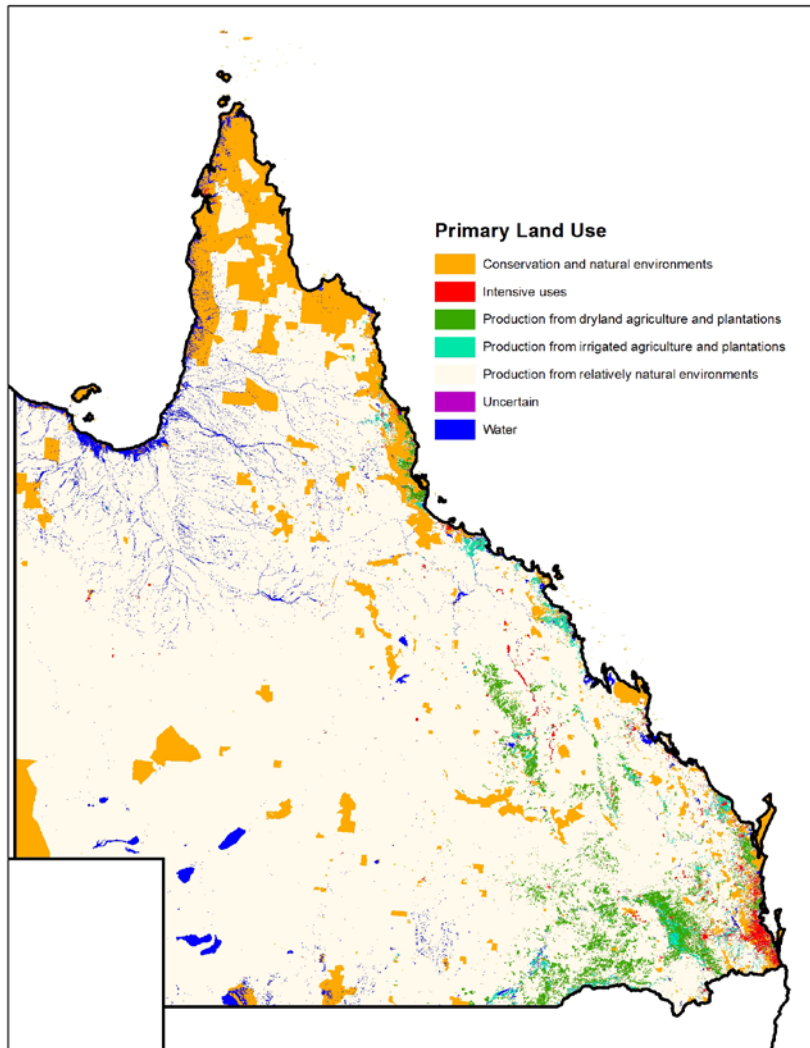 Primary Land Use
Conservation and natural environments
Intensive uses
Production from dryland agriculture and plantations
Production from irrigated agriculture and plantations
Production from relatively natural environments
Uncertain
Water